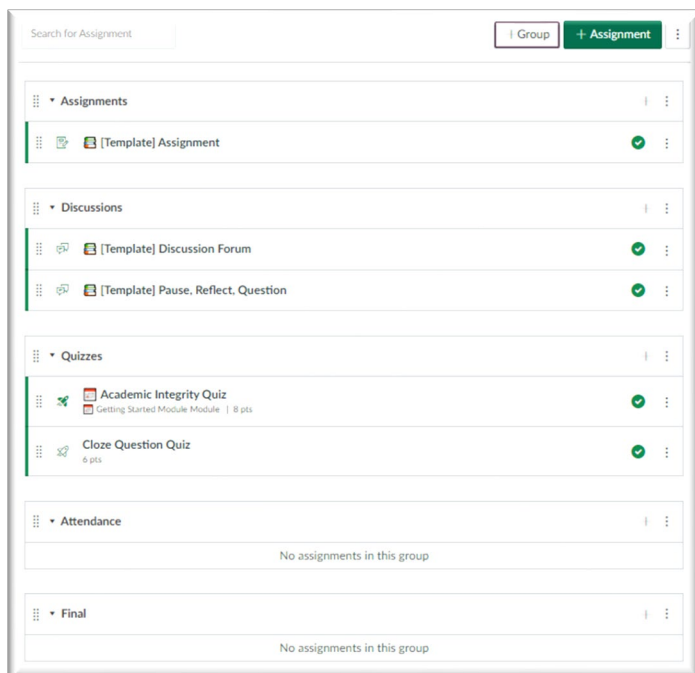 Search for Assignment
Group
+ Assignment
Assignments
[Template] Assignment
Discussions
[Template] Discussion Forum
[Template] Pause, Reflect, Question
Quizzes
Academic Integrity Quiz
Getting Started Module Module | 8 pts
Cloze Question Quiz
6 pts
Attendance
No assignments in this group
Final
No assignments in this group